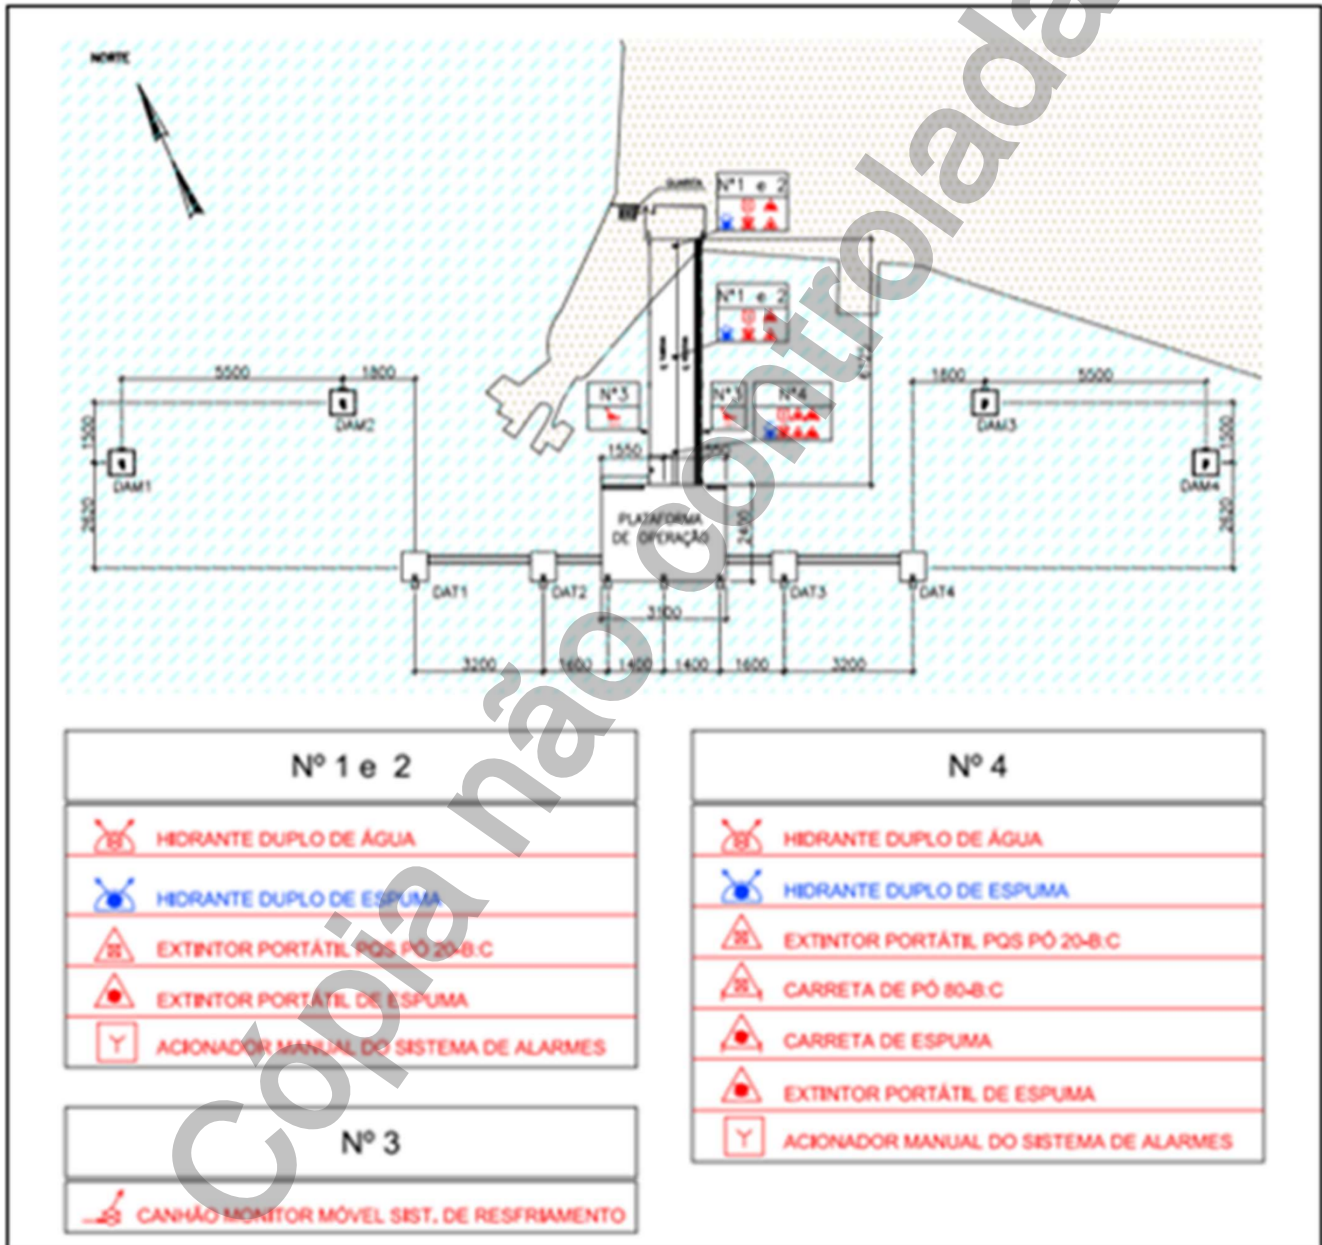 NORTE
GUARITA
Nº1 e 2
Nº1 e 2
5500
1800
1800
5500
Nº3
Nº3
Nº4
DAM2
DAM3
1500
1500
1550
DAM1
DAM4
2620
2620
PLATAFORMA
DE OPERAÇÃO
2400
DAT1
DAT2
DAT3
DAT4
3100
3200
1600
1400
1400
1600
3200
Nº 1 e 2
HIDRANTE DUPLO DE ÁGUA
HIDRANTE DUPLO DE ESPUMA
EXTINTOR PORTÁTIL PQS PÓ 20-B:C
EXTINTOR PORTÁTIL DE ESPUMA
ACIONADOR MANUAL DO SISTEMA DE ALARMES
Nº 3
CANHÃO MONITOR MÓVEL SIST. DE RESFRIAMENTO
Nº 4
HIDRANTE DUPLO DE ÁGUA
HIDRANTE DUPLO DE ESPUMA
EXTINTOR PORTÁTIL PQS PÓ 20-B:C
CARRETA DE PÓ 80-B:C
CARRETA DE ESPUMA
EXTINTOR PORTÁTIL DE ESPUMA
ACIONADOR MANUAL DO SISTEMA DE ALARMES
Cópia não controlada